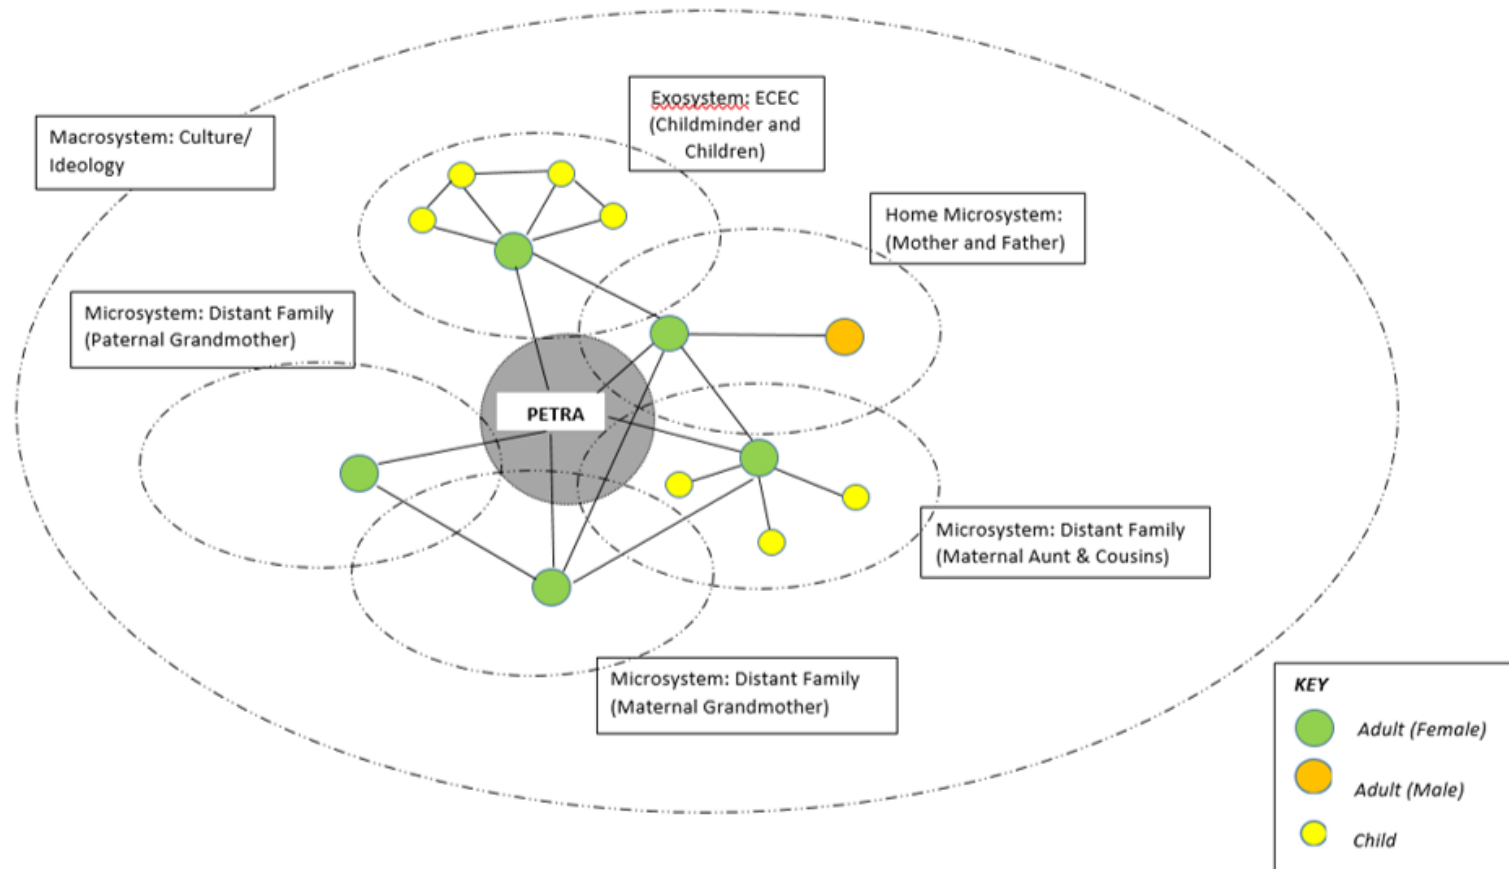 Exosystem: ECEC
(Childminder and
Children)
Macrosystem: Culture/
Ideology
Home Microsystem:
(Mother and Father)
Microsystem: Distant Family
(Paternal Grandmother)
PETRA
Microsystem: Distant Family
(Maternal Aunt & Cousins)
Microsystem: Distant Family
(Maternal Grandmother)
KEY
Adult (Female)
Adult (Male)
Child